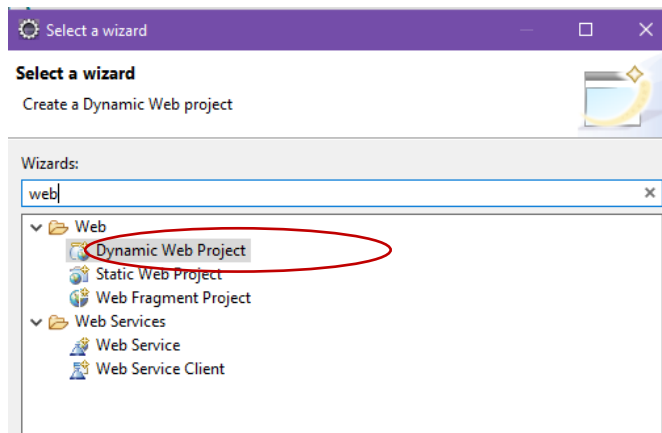 Select a wizard
Select a wizard
Create a Dynamic Web project
Wizards:
web
Web
Dynamic Web Project
Static Web Project
Web Fragment Project
Web Services
Web Service
Web Service Client